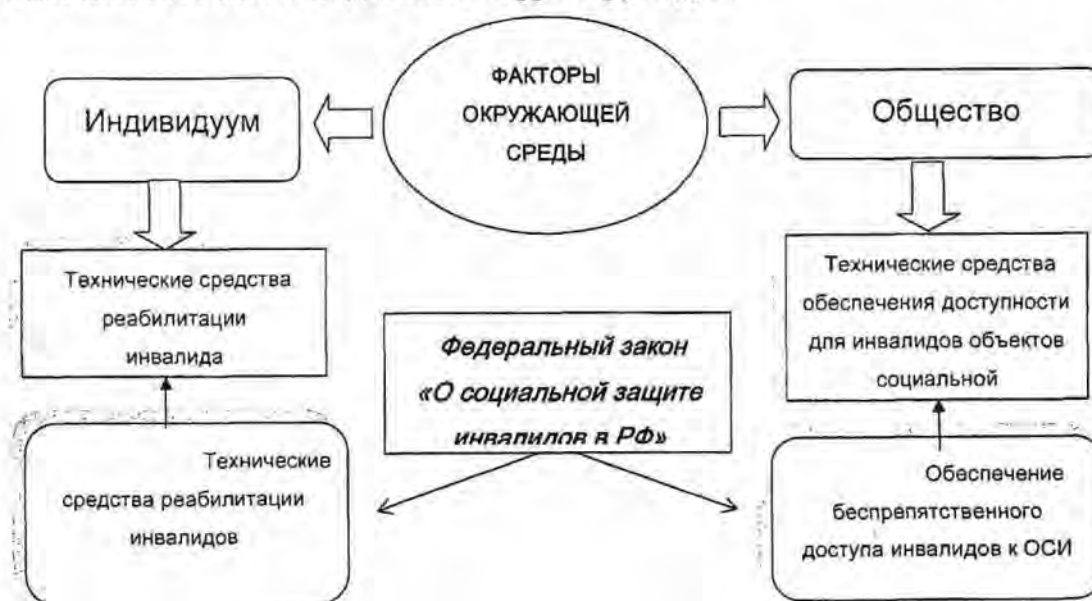 ФАКТОРЫ
ОКРУЖАЮЩЕЙ
СРЕДЫ
Индивидуум
Общество
Технические средства
реабилитации
инвалида
Федеральный закон
«О социальной защите
инвалидов в РФ»
Технические средства
обеспечения доступности
для инвалидов объектов
социальной
Технические
средства реабилитации
инвалидов
Обеспечение
беспрепятственного
доступа инвалидов к ОСИ